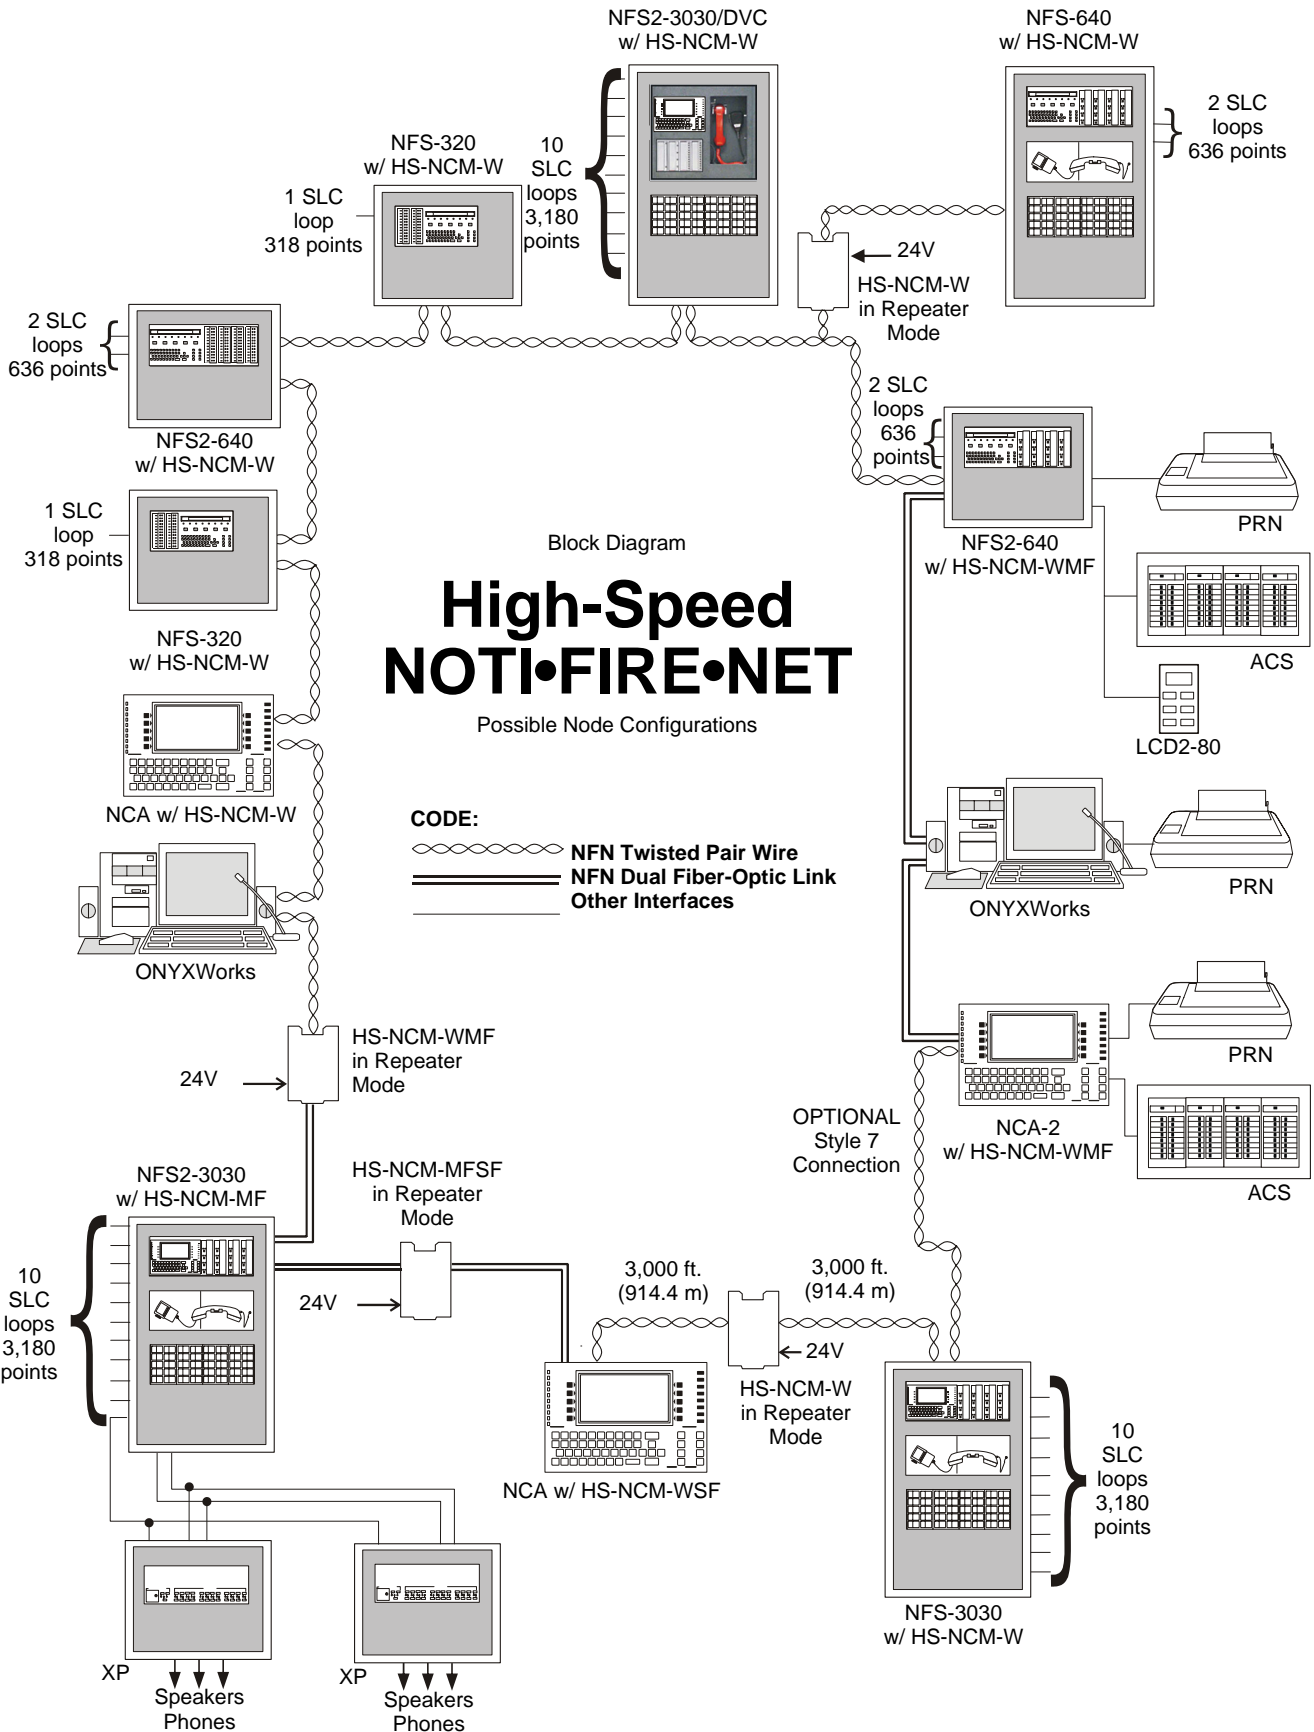 NFS2-3030/DVC
w/ HS-NCM-W
NFS-640
w/ HS-NCM-W
2 SLC
loops
636 points
NFS-320
w/ HS-NCM-W
10
SLC
loops
3,180
points
1 SLC
loop
318 points
24V
HS-NCM-W
in Repeater
Mode
2 SLC
loops
636 points
NFS2-640
w/ HS-NCM-W
2 SLC
loops
636
points
PRN
NFS2-640
w/ HS-NCM-WMF
1 SLC
loop
318 points
NFS-320
w/ HS-NCM-W
Block Diagram
High-Speed
NOTI•FIRE•NET
Possible Node Configurations
ACS
LCD2-80
NCA w/ HS-NCM-W
CODE:
NFN Twisted Pair Wire
NFN Dual Fiber-Optic Link
Other Interfaces
PRN
ONYXWorks
ONYXWorks
HS-NCM-WMF
in Repeater
Mode
24V
PRN
NCA-2
w/ HS-NCM-WMF
OPTIONAL
Style 7
Connection
ACS
NFS2-3030
w/ HS-NCM-MF
HS-NCM-MFSF
in Repeater
Mode
10
SLC
loops
3,180
points
24V
3,000 ft.
(914.4 m)
3,000 ft.
(914.4 m)
24V
HS-NCM-W
in Repeater
Mode
NCA w/ HS-NCM-WSF
10
SLC
loops
3,180
points
NFS-3030
w/ HS-NCM-W
XP
Speakers
Phones
XP
Speakers
Phones